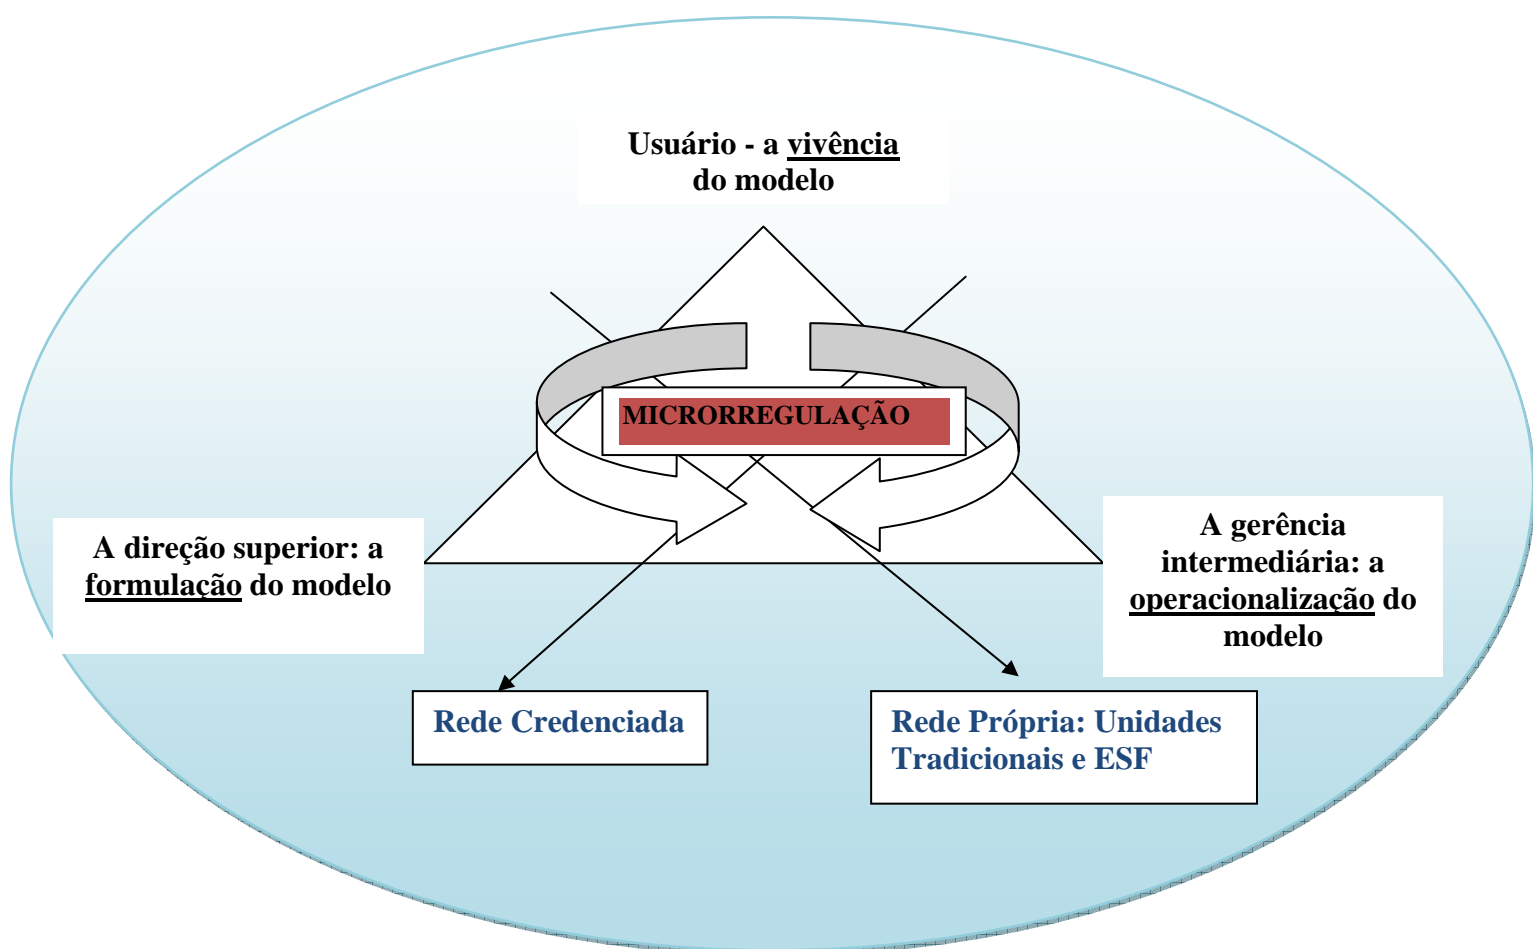 Usuário - a vivência
do modelo
MICRORREGULAÇÃO
A direção superior: a
formulação do modelo
A gerência
intermediária: a
operacionalização do
modelo
Rede Credenciada
Rede Própria: Unidades
Tradicionais e ESF